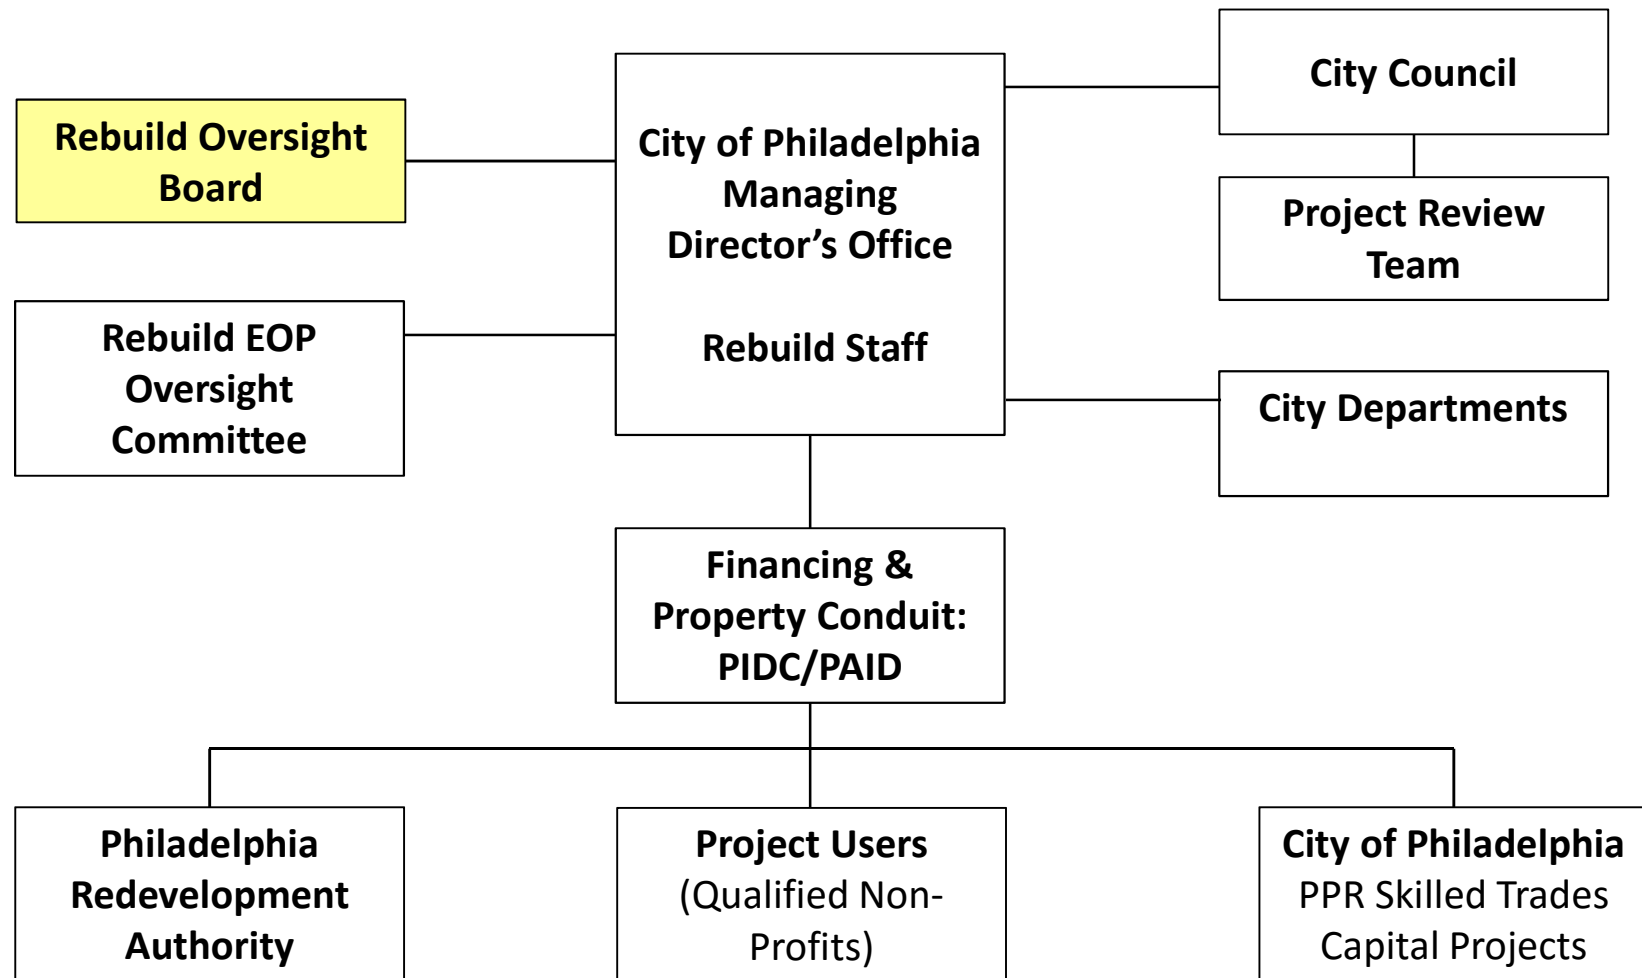 Rebuild Oversight
Board
Rebuild EOP
Oversight
Committee
City of Philadelphia
Managing
Director’s Office
Rebuild Staff
City Council
Project Review
Team
City Departments
Financing &
Property Conduit:
PIDC/PAID
Philadelphia
Redevelopment
Authority
Project Users
(Qualified Non-
Profits)
City of Philadelphia
PPR Skilled Trades
Capital Projects